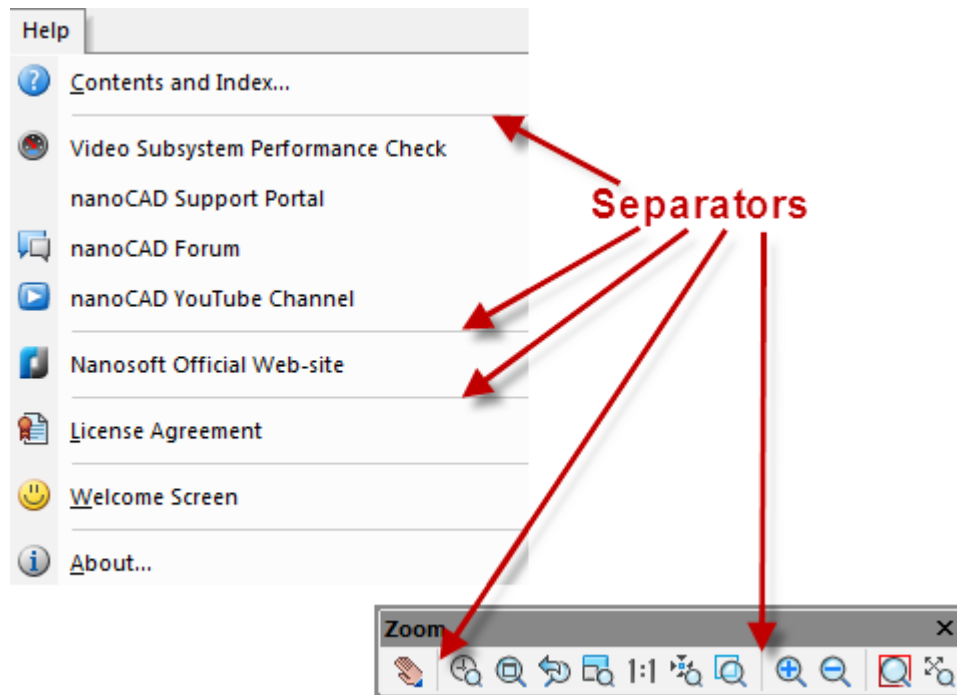 Help
Contents and Index...
Video Subsystem Performance Check
nanoCAD Support Portal
nanoCAD Forum
nanoCAD YouTube Channel
Nanosoft Official Web-site
License Agreement
Welcome Screen
About...
Separators
Zoom
1:1